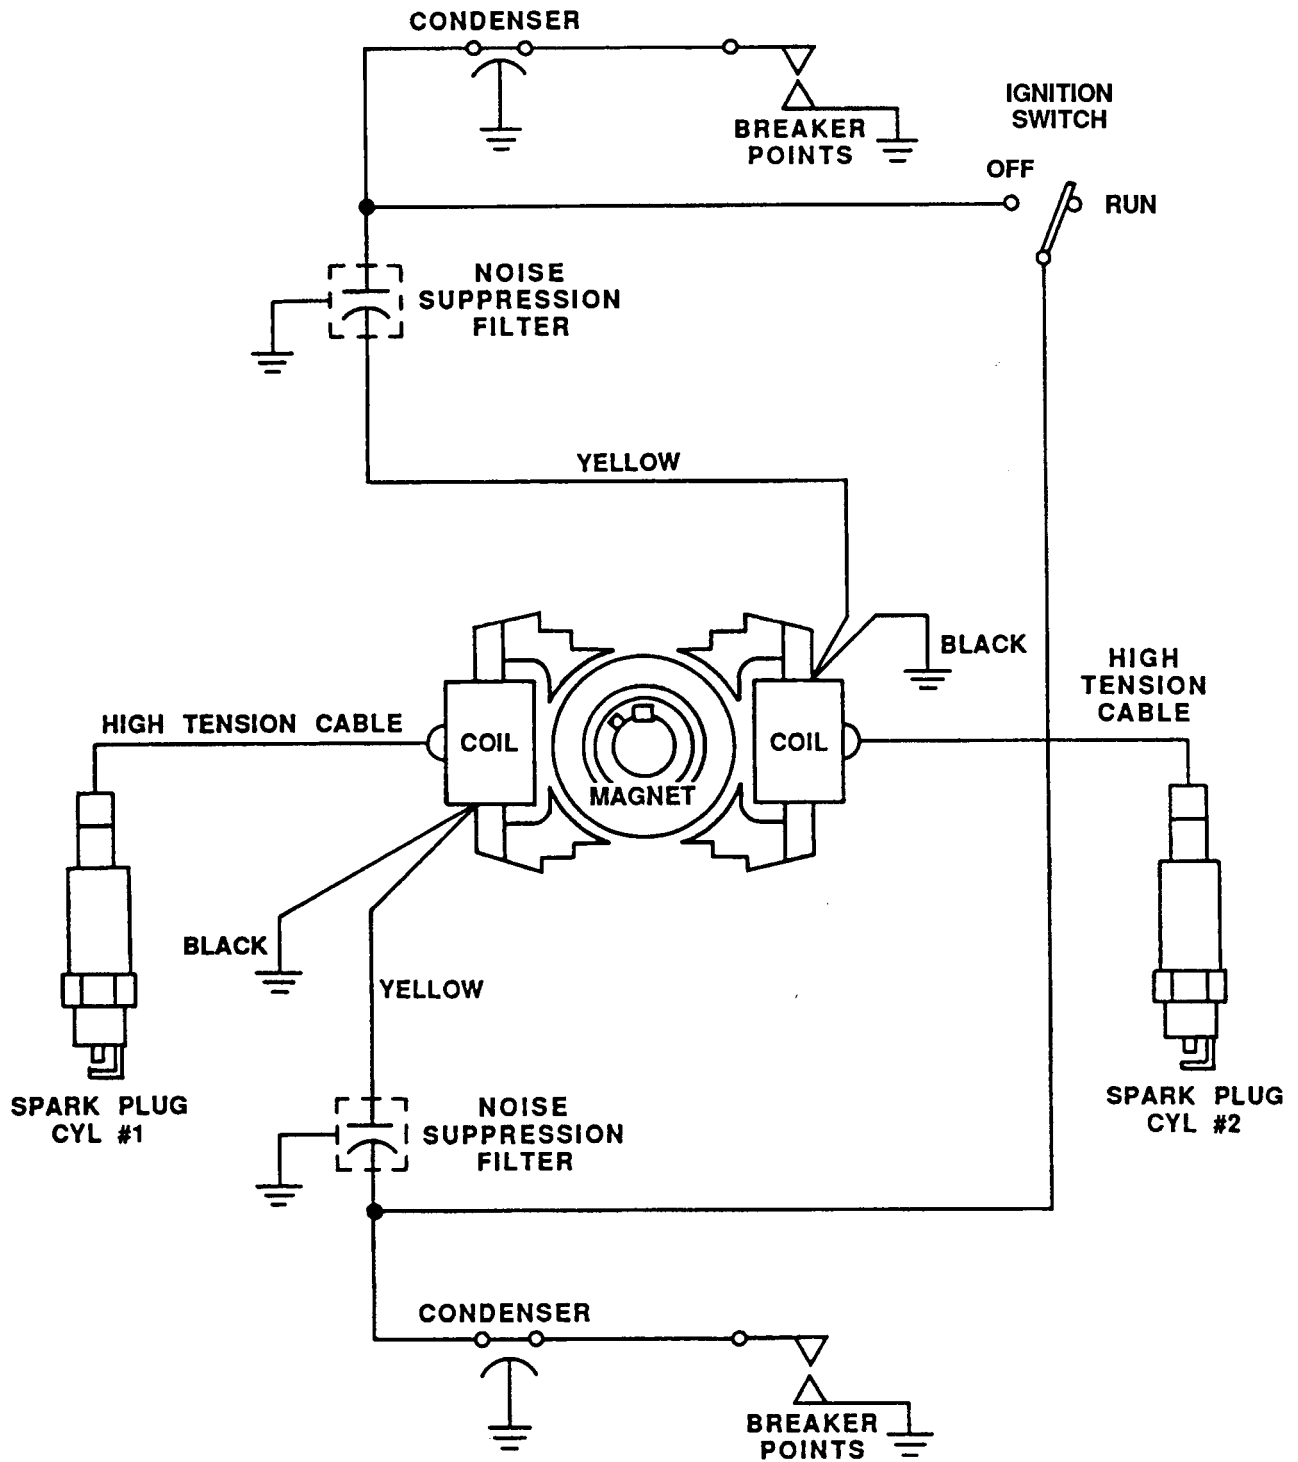 CONDENSER
IGNITION
SWITCH
BREAKER
POINTS
OFF
RUN
NOISE
SUPPRESSION
FILTER
YELLOW
BLACK
HIGH
TENSION
CABLE
HIGH TENSION CABLE
COIL
COIL
MAGNET
BLACK
YELLOW
SPARK PLUG
CYL #1
SPARK PLUG
CYL #2
NOISE
SUPPRESSION
FILTER
CONDENSER
BREAKER
POINTS